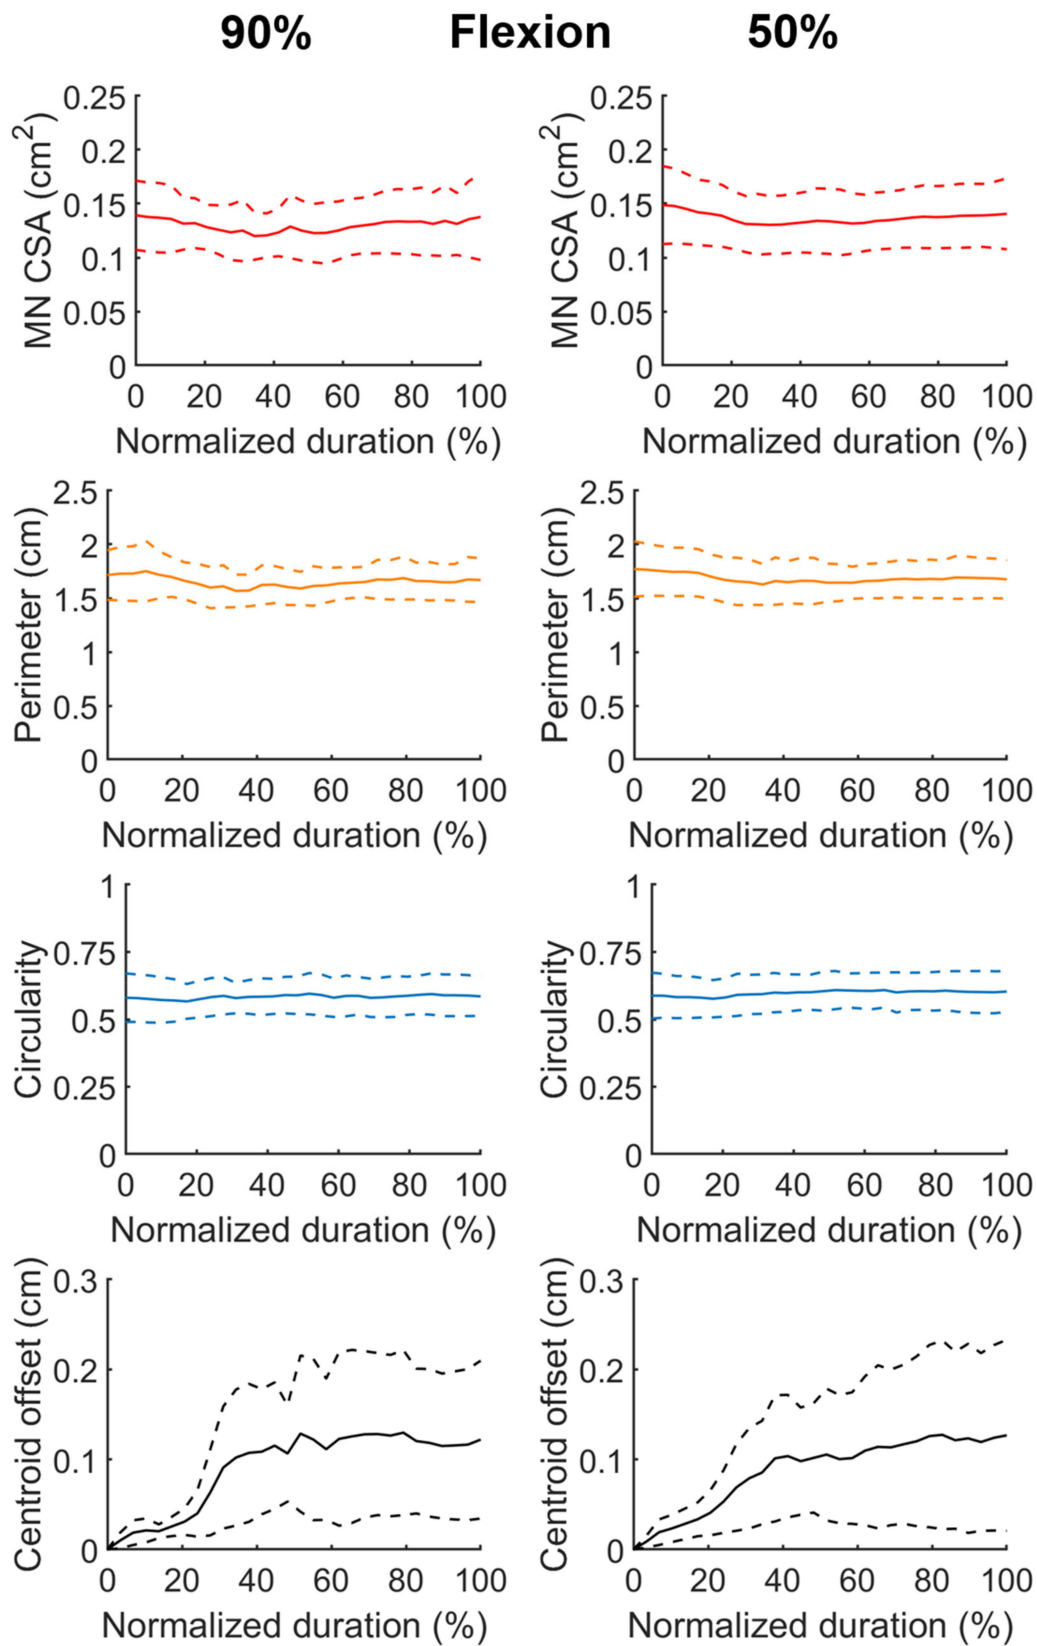 90% Flexion 50%
MN CSA (cm²)
0.25
0.2
0.15
0.1
0.05
0
0 20 40 60 80 100
Normalized duration (%)
MN CSA (cm²)
0.25
0.2
0.15
0.1
0.05
0
0 20 40 60 80 100
Normalized duration (%)
Perimeter (cm)
2.5
2
1.5
1
0.5
0
0 20 40 60 80 100
Normalized duration (%)
Perimeter (cm)
2.5
2
1.5
1
0.5
0
0 20 40 60 80 100
Normalized duration (%)
Circularity
1
0.75
0.5
0.25
0
0 20 40 60 80 100
Normalized duration (%)
Circularity
1
0.75
0.5
0.25
0
0 20 40 60 80 100
Normalized duration (%)
Centroid offset (cm)
0.3
0.2
0.1
0
0 20 40 60 80 100
Normalized duration (%)
Centroid offset (cm)
0.3
0.2
0.1
0
0 20 40 60 80 100
Normalized duration (%)